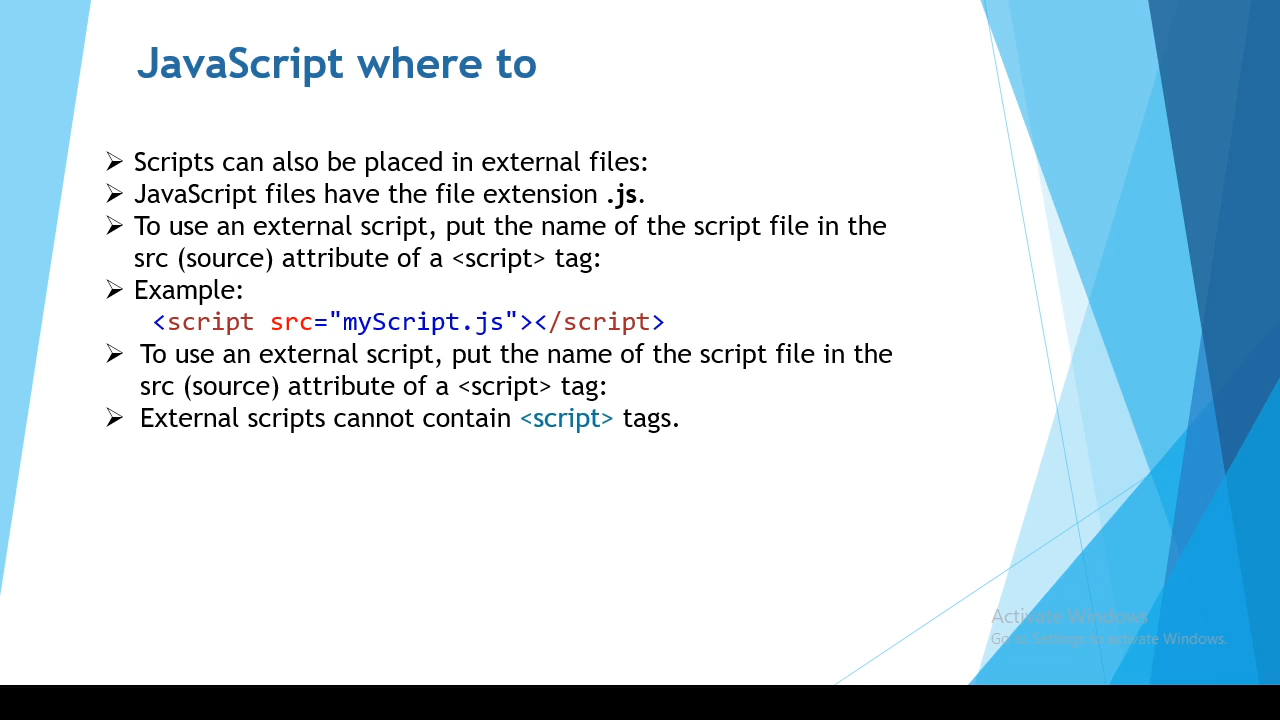 JavaScript where to
➢ Scripts can also be placed in external files:
➢ JavaScript files have the file extension .js.
➢ To use an external script, put the name of the script file in the
src (source) attribute of a <script> tag:
➢ Example:
<script src="myScript.js"></script>
➢ To use an external script, put the name of the script file in the
src (source) attribute of a <script> tag:
➢ External scripts cannot contain <script> tags.
Activate Windows
Go to Settings to activate Windows.